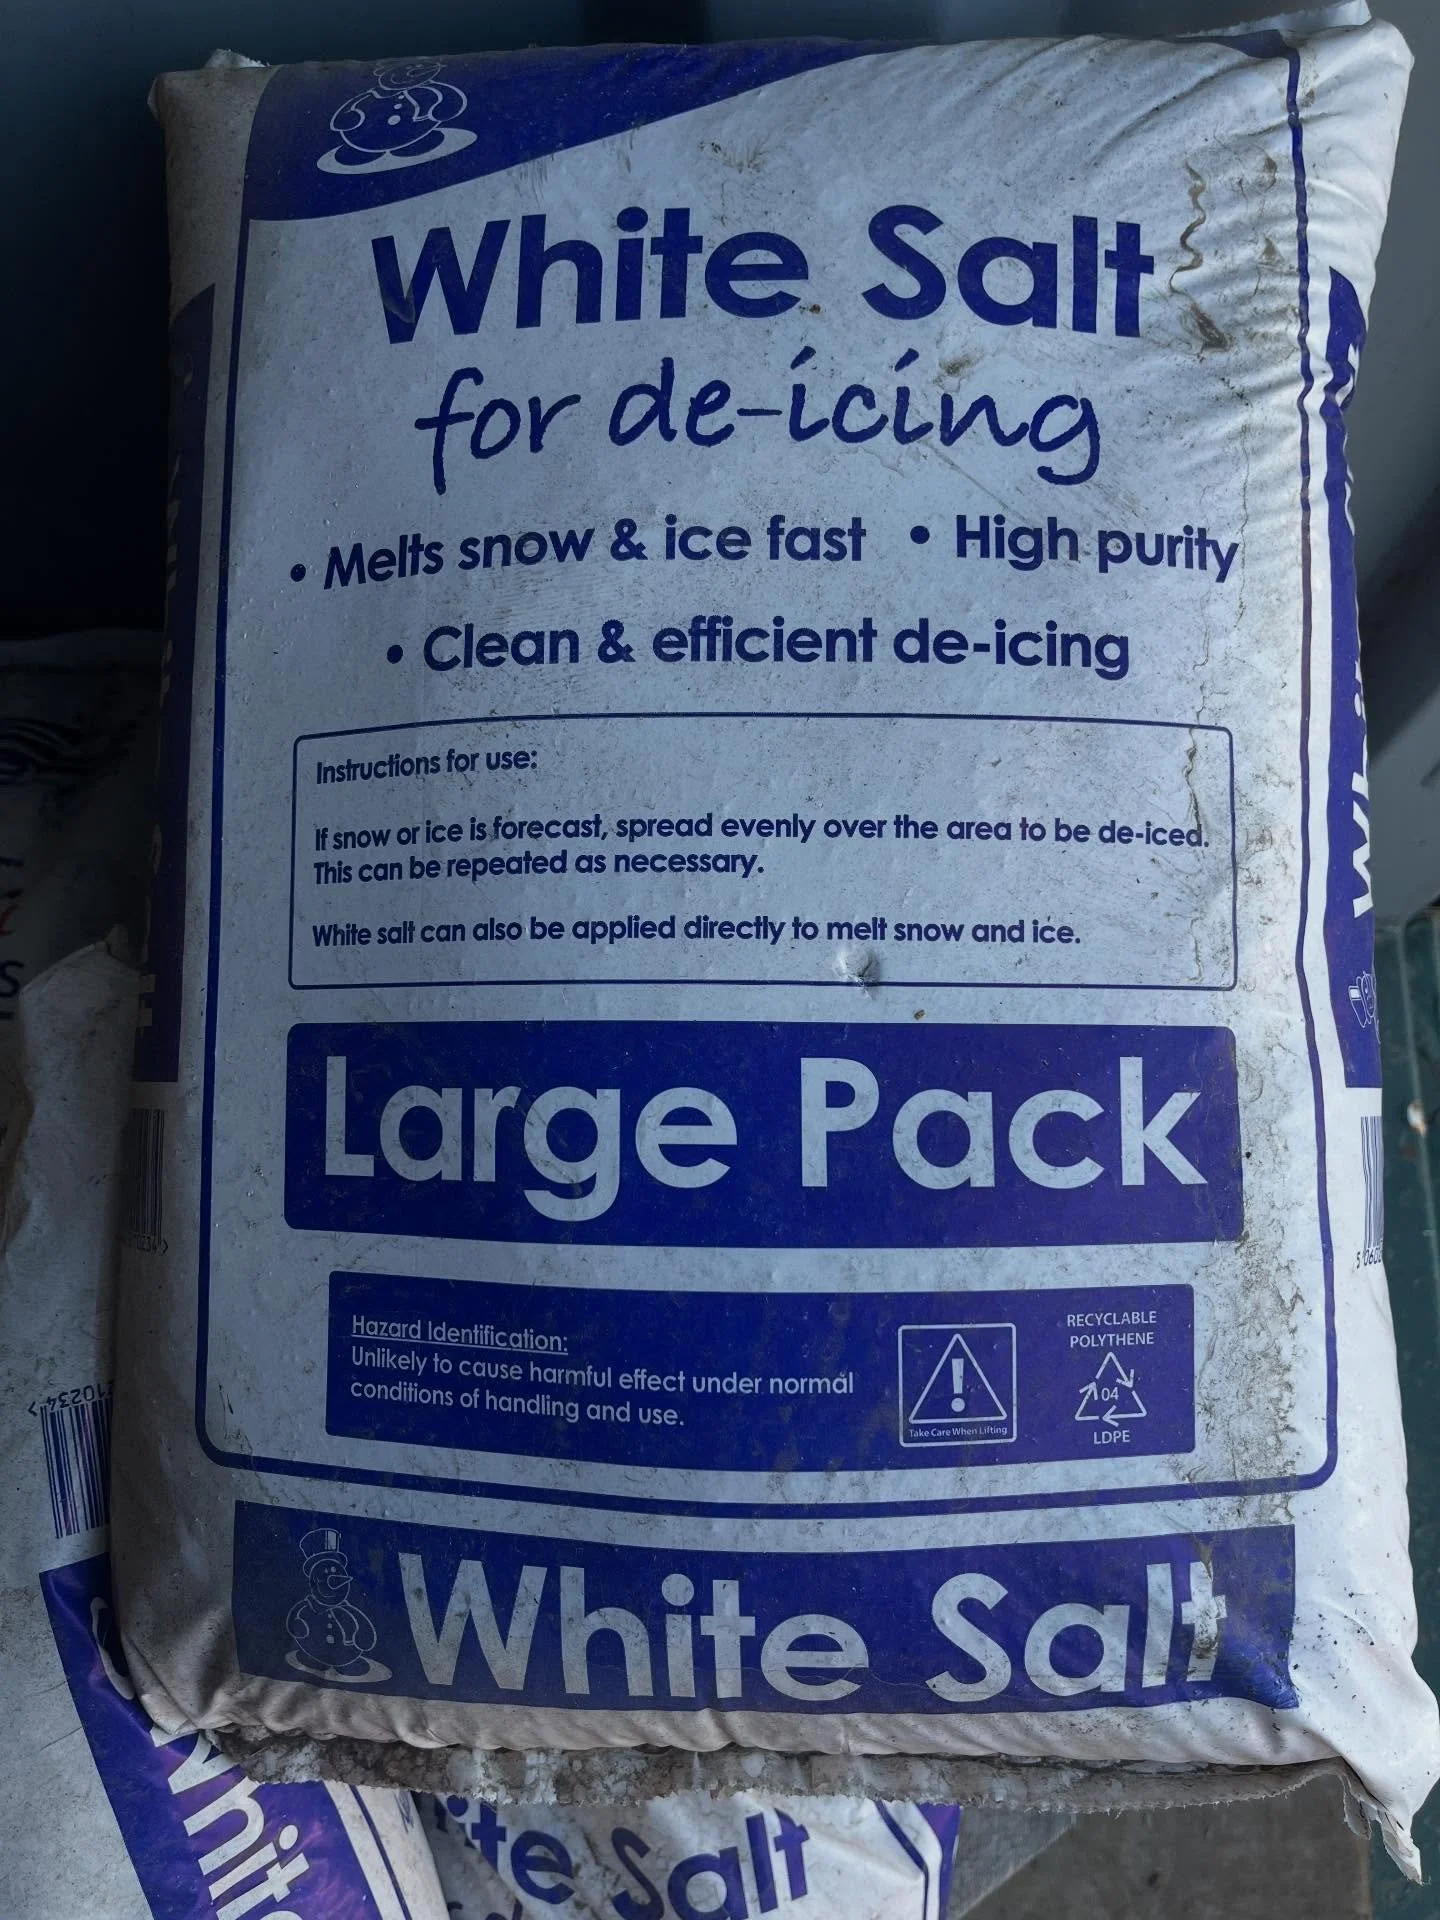 White Salt
for de-icing
• Melts snow & ice fast • High purity
• Clean & efficient de-icing
Instructions for use:
If snow or ice is forecast, spread evenly over the area to be de-iced.
This can be repeated as necessary.
White salt can also be applied directly to melt snow and ice.
Large Pack
Hazard Identification:
Unlikely to cause harmful effect under normal
conditions of handling and use.
Take Care When Lifting
RECYCLABLE
POLYTHENE
04
LDPE
White Salt
White
Salt